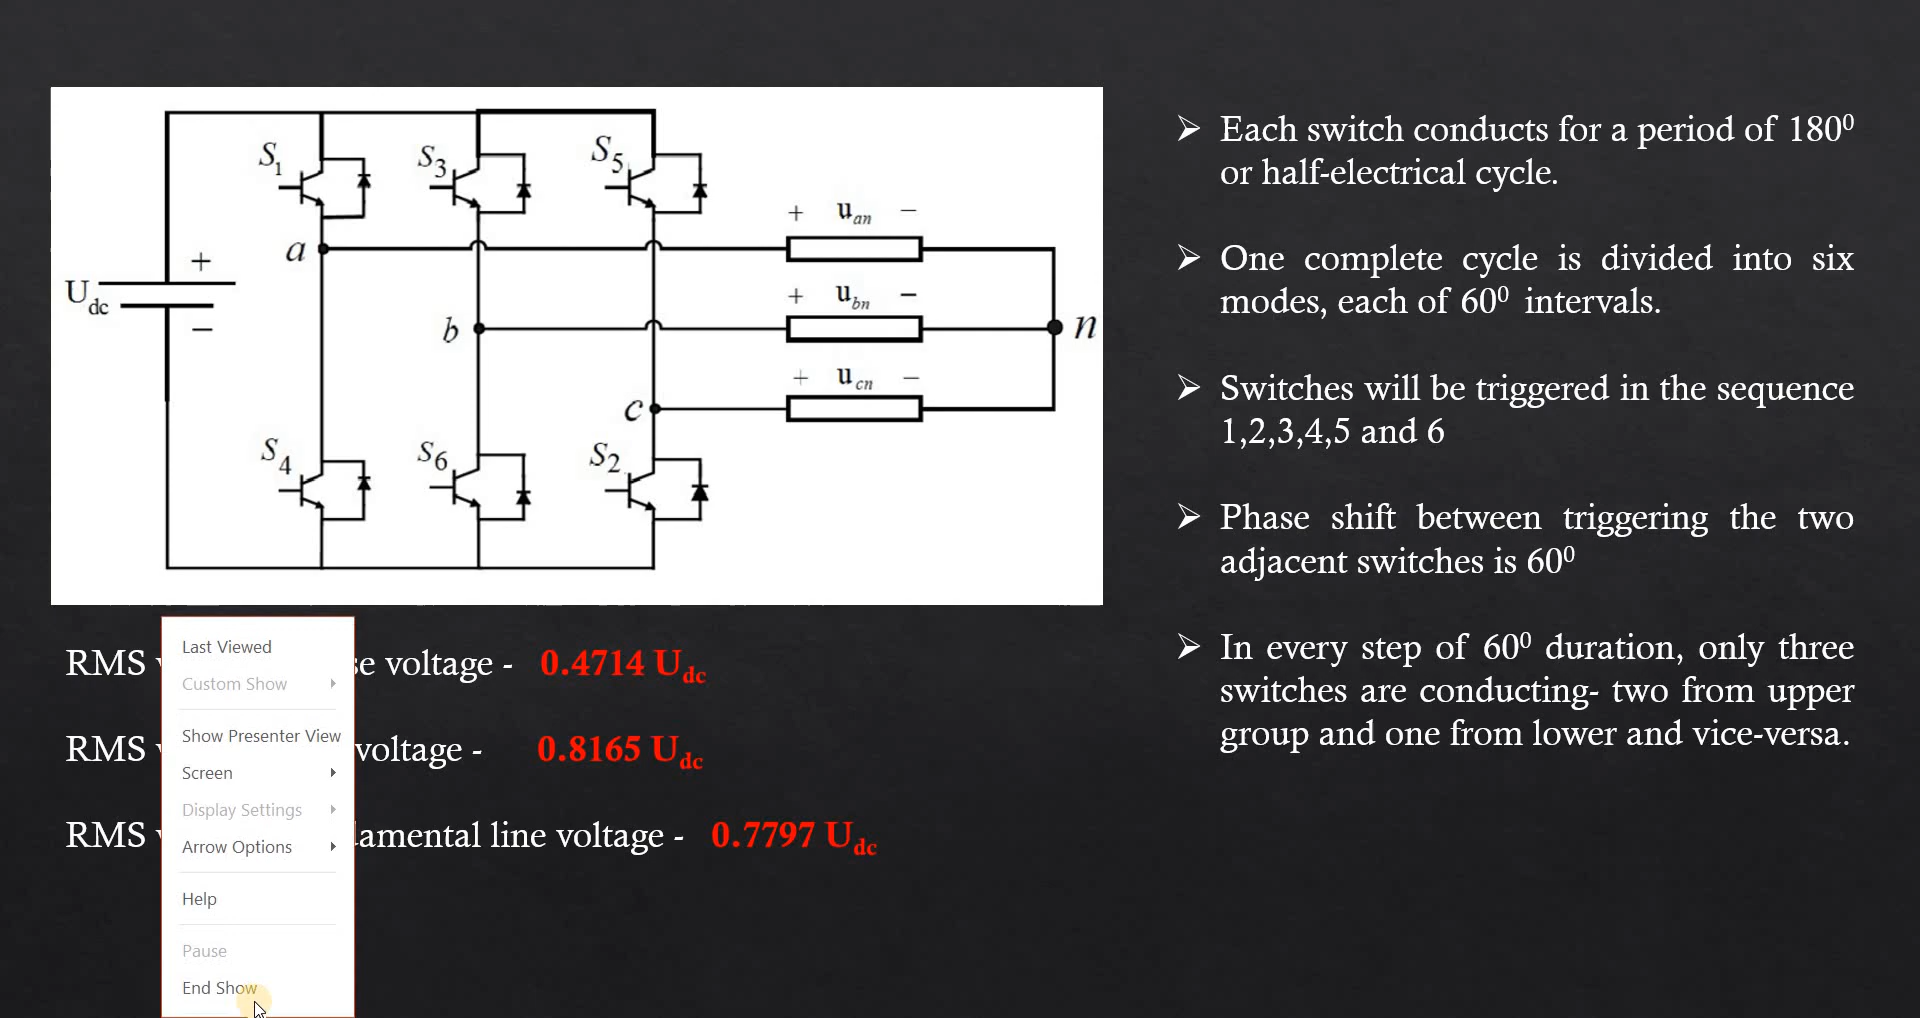 S1
S3
S5
+ uan −
a
+
Udc
−
+ ubn −
b
n
+ ucn −
c
S4
S6
S2
RMS se voltage - 0.4714 Udc
RMS voltage - 0.8165 Udc
RMS damental line voltage - 0.7797 Udc
Last Viewed
Custom Show
Show Presenter View
Screen
Display Settings
Arrow Options
Help
Pause
End Show
➢ Each switch conducts for a period of 180⁰
or half-electrical cycle.
➢ One complete cycle is divided into six
modes, each of 60⁰ intervals.
➢ Switches will be triggered in the sequence
1,2,3,4,5 and 6
➢ Phase shift between triggering the two
adjacent switches is 60⁰
➢ In every step of 60⁰ duration, only three
switches are conducting- two from upper
group and one from lower and vice-versa.